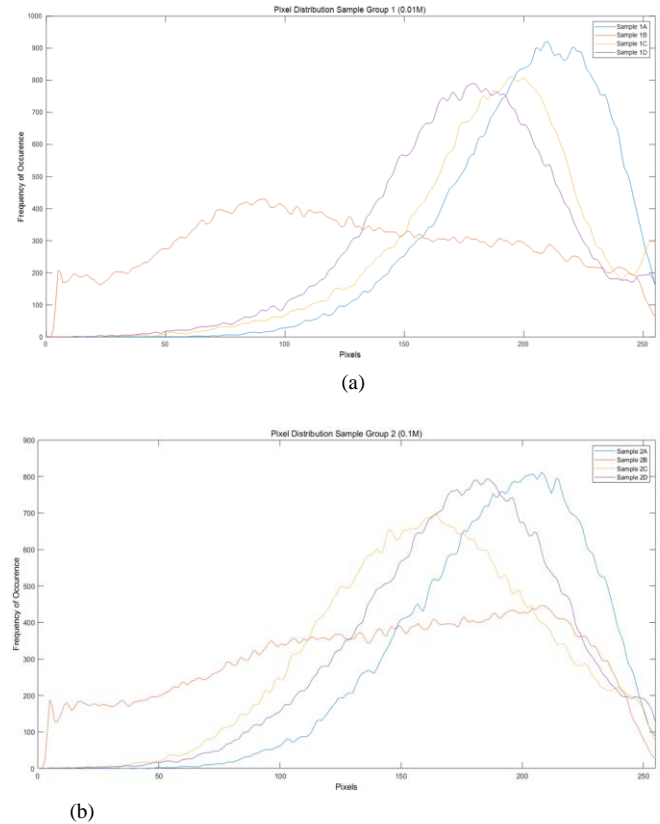 Pixel Distribution Sample Group 1 (0.01M)
1000
900
800
700
600
500
400
300
200
100
0
Frequency of Occurence
0 50 100 150 200 250
Pixels
Sample 1A
Sample 1B
Sample 1C
Sample 1D
(a)
Pixel Distribution Sample Group 2 (0.1M)
900
800
700
600
500
400
300
200
100
0
Frequency of Occurence
0 50 100 150 200 250
Pixels
Sample 2A
Sample 2B
Sample 2C
Sample 2D
(b)